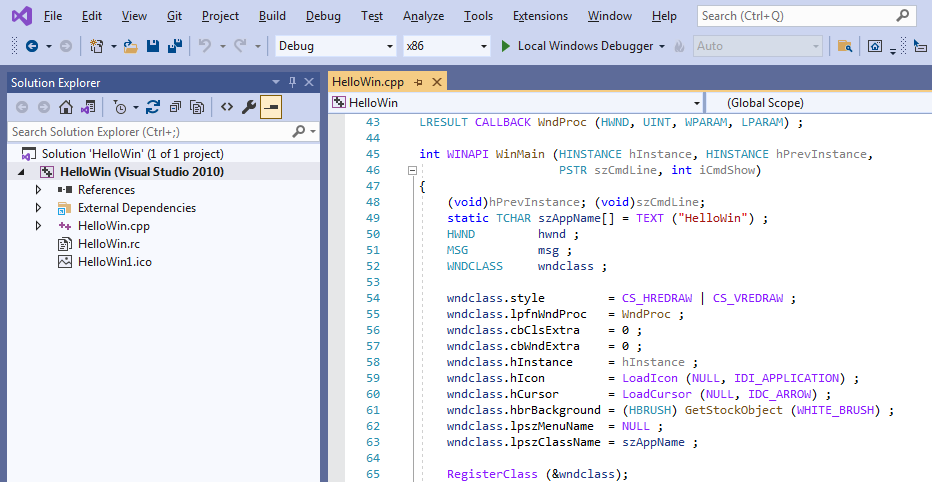 File Edit View Git Project Build Debug Test Analyze Tools Extensions Window Help Search (Ctrl+Q)
Debug x86 Local Windows Debugger Auto
Solution Explorer
Search Solution Explorer (Ctrl+;)
Solution 'HelloWin' (1 of 1 project)
HelloWin (Visual Studio 2010)
References
External Dependencies
HelloWin.cpp
HelloWin.rc
HelloWin1.ico
HelloWin.cpp
HelloWin (Global Scope)
43 LRESULT CALLBACK WndProc (HWND, UINT, WPARAM, LPARAM) ;
44
45 int WINAPI WinMain (HINSTANCE hInstance, HINSTANCE hPrevInstance,
46 PSTR szCmdLine, int iCmdShow)
47 {
48 (void)hPrevInstance; (void)szCmdLine;
49 static TCHAR szAppName[] = TEXT ("HelloWin") ;
50 HWND hwnd ;
51 MSG msg ;
52 WNDCLASS wndclass ;
53
54 wndclass.style = CS_HREDRAW | CS_VREDRAW ;
55 wndclass.lpfnWndProc = WndProc ;
56 wndclass.cbClsExtra = 0 ;
57 wndclass.cbWndExtra = 0 ;
58 wndclass.hInstance = hInstance ;
59 wndclass.hIcon = LoadIcon (NULL, IDI_APPLICATION) ;
60 wndclass.hCursor = LoadCursor (NULL, IDC_ARROW) ;
61 wndclass.hbrBackground = (HBRUSH) GetStockObject (WHITE_BRUSH) ;
62 wndclass.lpszMenuName = NULL ;
63 wndclass.lpszClassName = szAppName ;
64
65 RegisterClass (&wndclass);